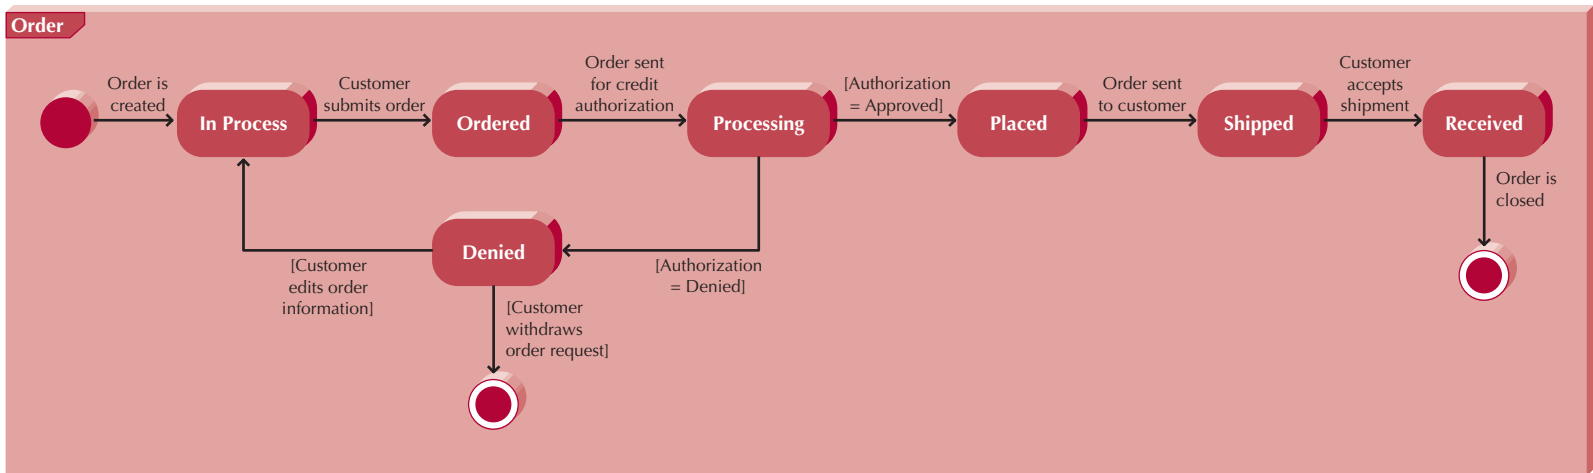 Order
Order is
created
In Process
Customer
submits order
Ordered
Order sent
for credit
authorization
Processing
[Authorization
= Approved]
Placed
Order sent
to customer
Shipped
Customer
accepts
shipment
Received
Order is
closed
[Authorization
= Denied]
Denied
[Customer
edits order
information]
[Customer
withdraws
order request]